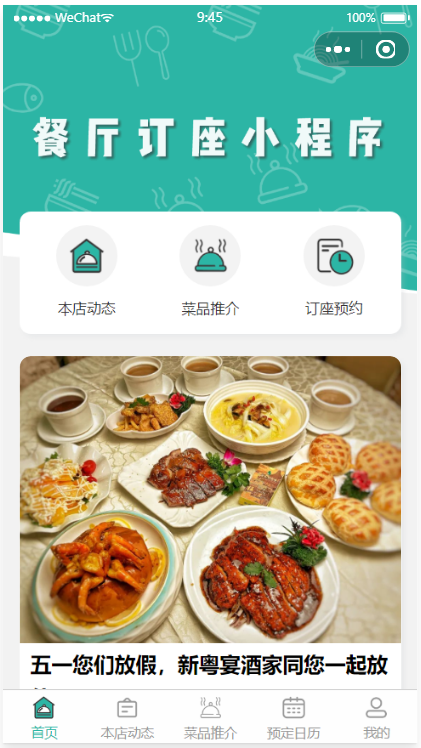 WeChat
9:45
100%
餐厅订座小程序
本店动态
菜品推介
订座预约
五一您们放假，新粤宴酒家同您一起放
首页
本店动态
菜品推介
预定日历
我的